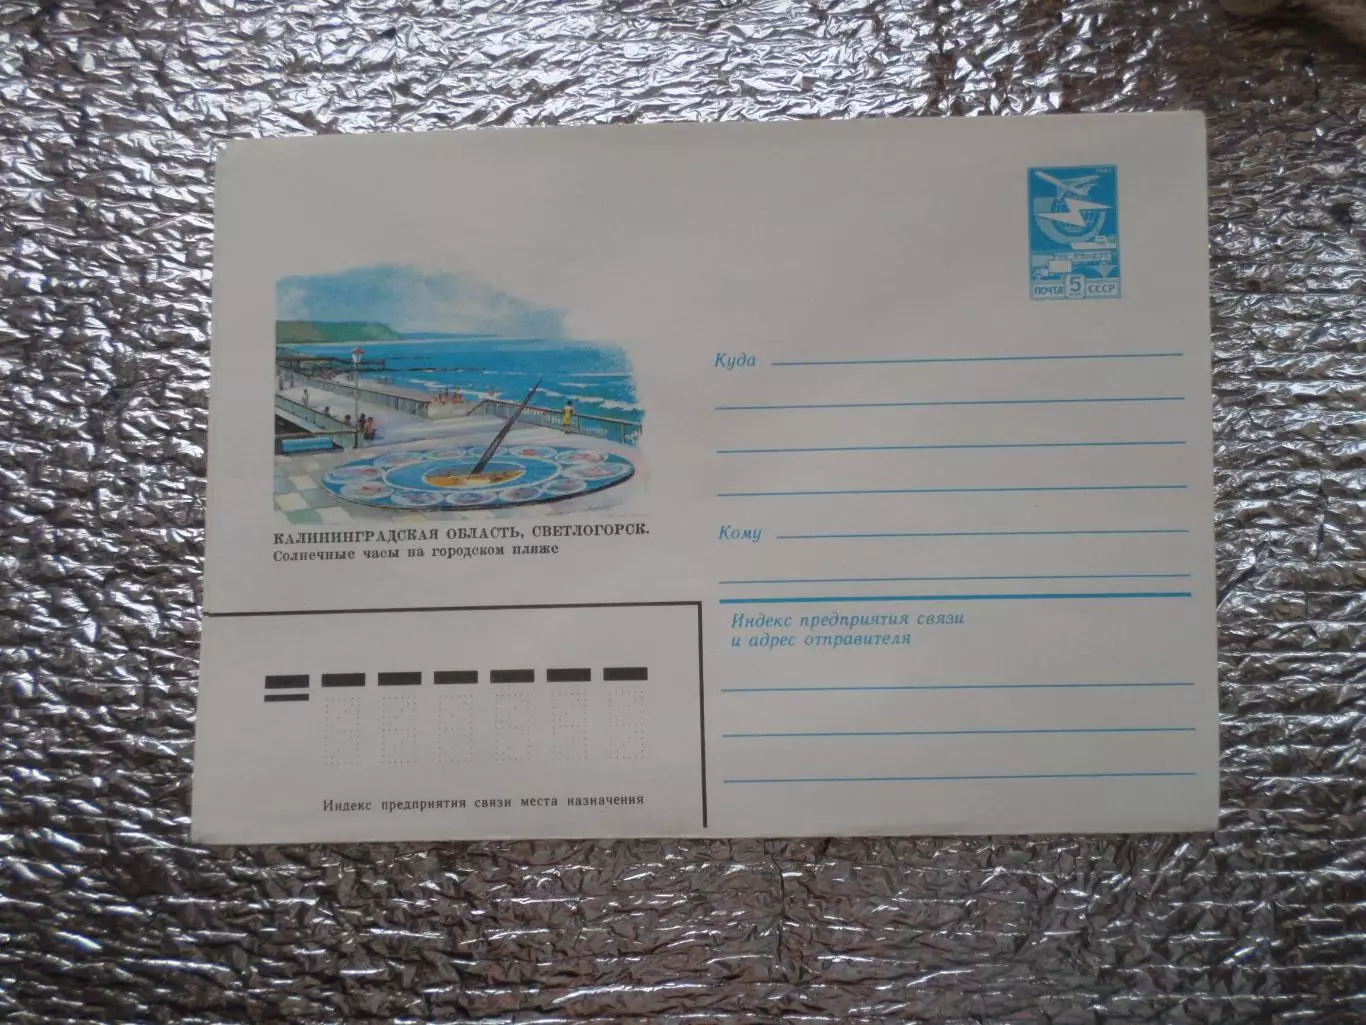 ПОЧТА 5 СССР
КАЛИНИНГРАДСКАЯ ОБЛАСТЬ, СВЕТЛОГОРСК.
Солнечные часы на городском пляже
Куда
Кому
Индекс предприятия связи
и адрес отправителя
Индекс предприятия связи места назначения